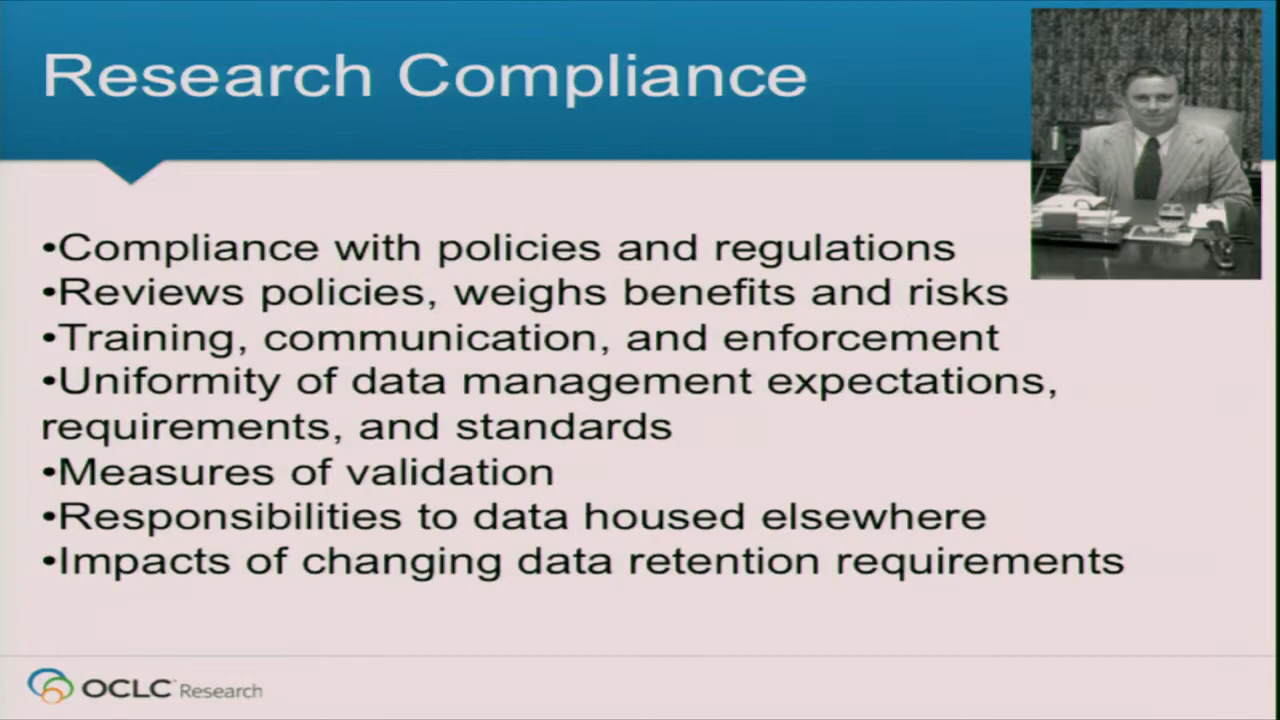 Research Compliance
•Compliance with policies and regulations
•Reviews policies, weighs benefits and risks
•Training, communication, and enforcement
•Uniformity of data management expectations,
requirements, and standards
•Measures of validation
•Responsibilities to data housed elsewhere
•Impacts of changing data retention requirements
OCLC Research